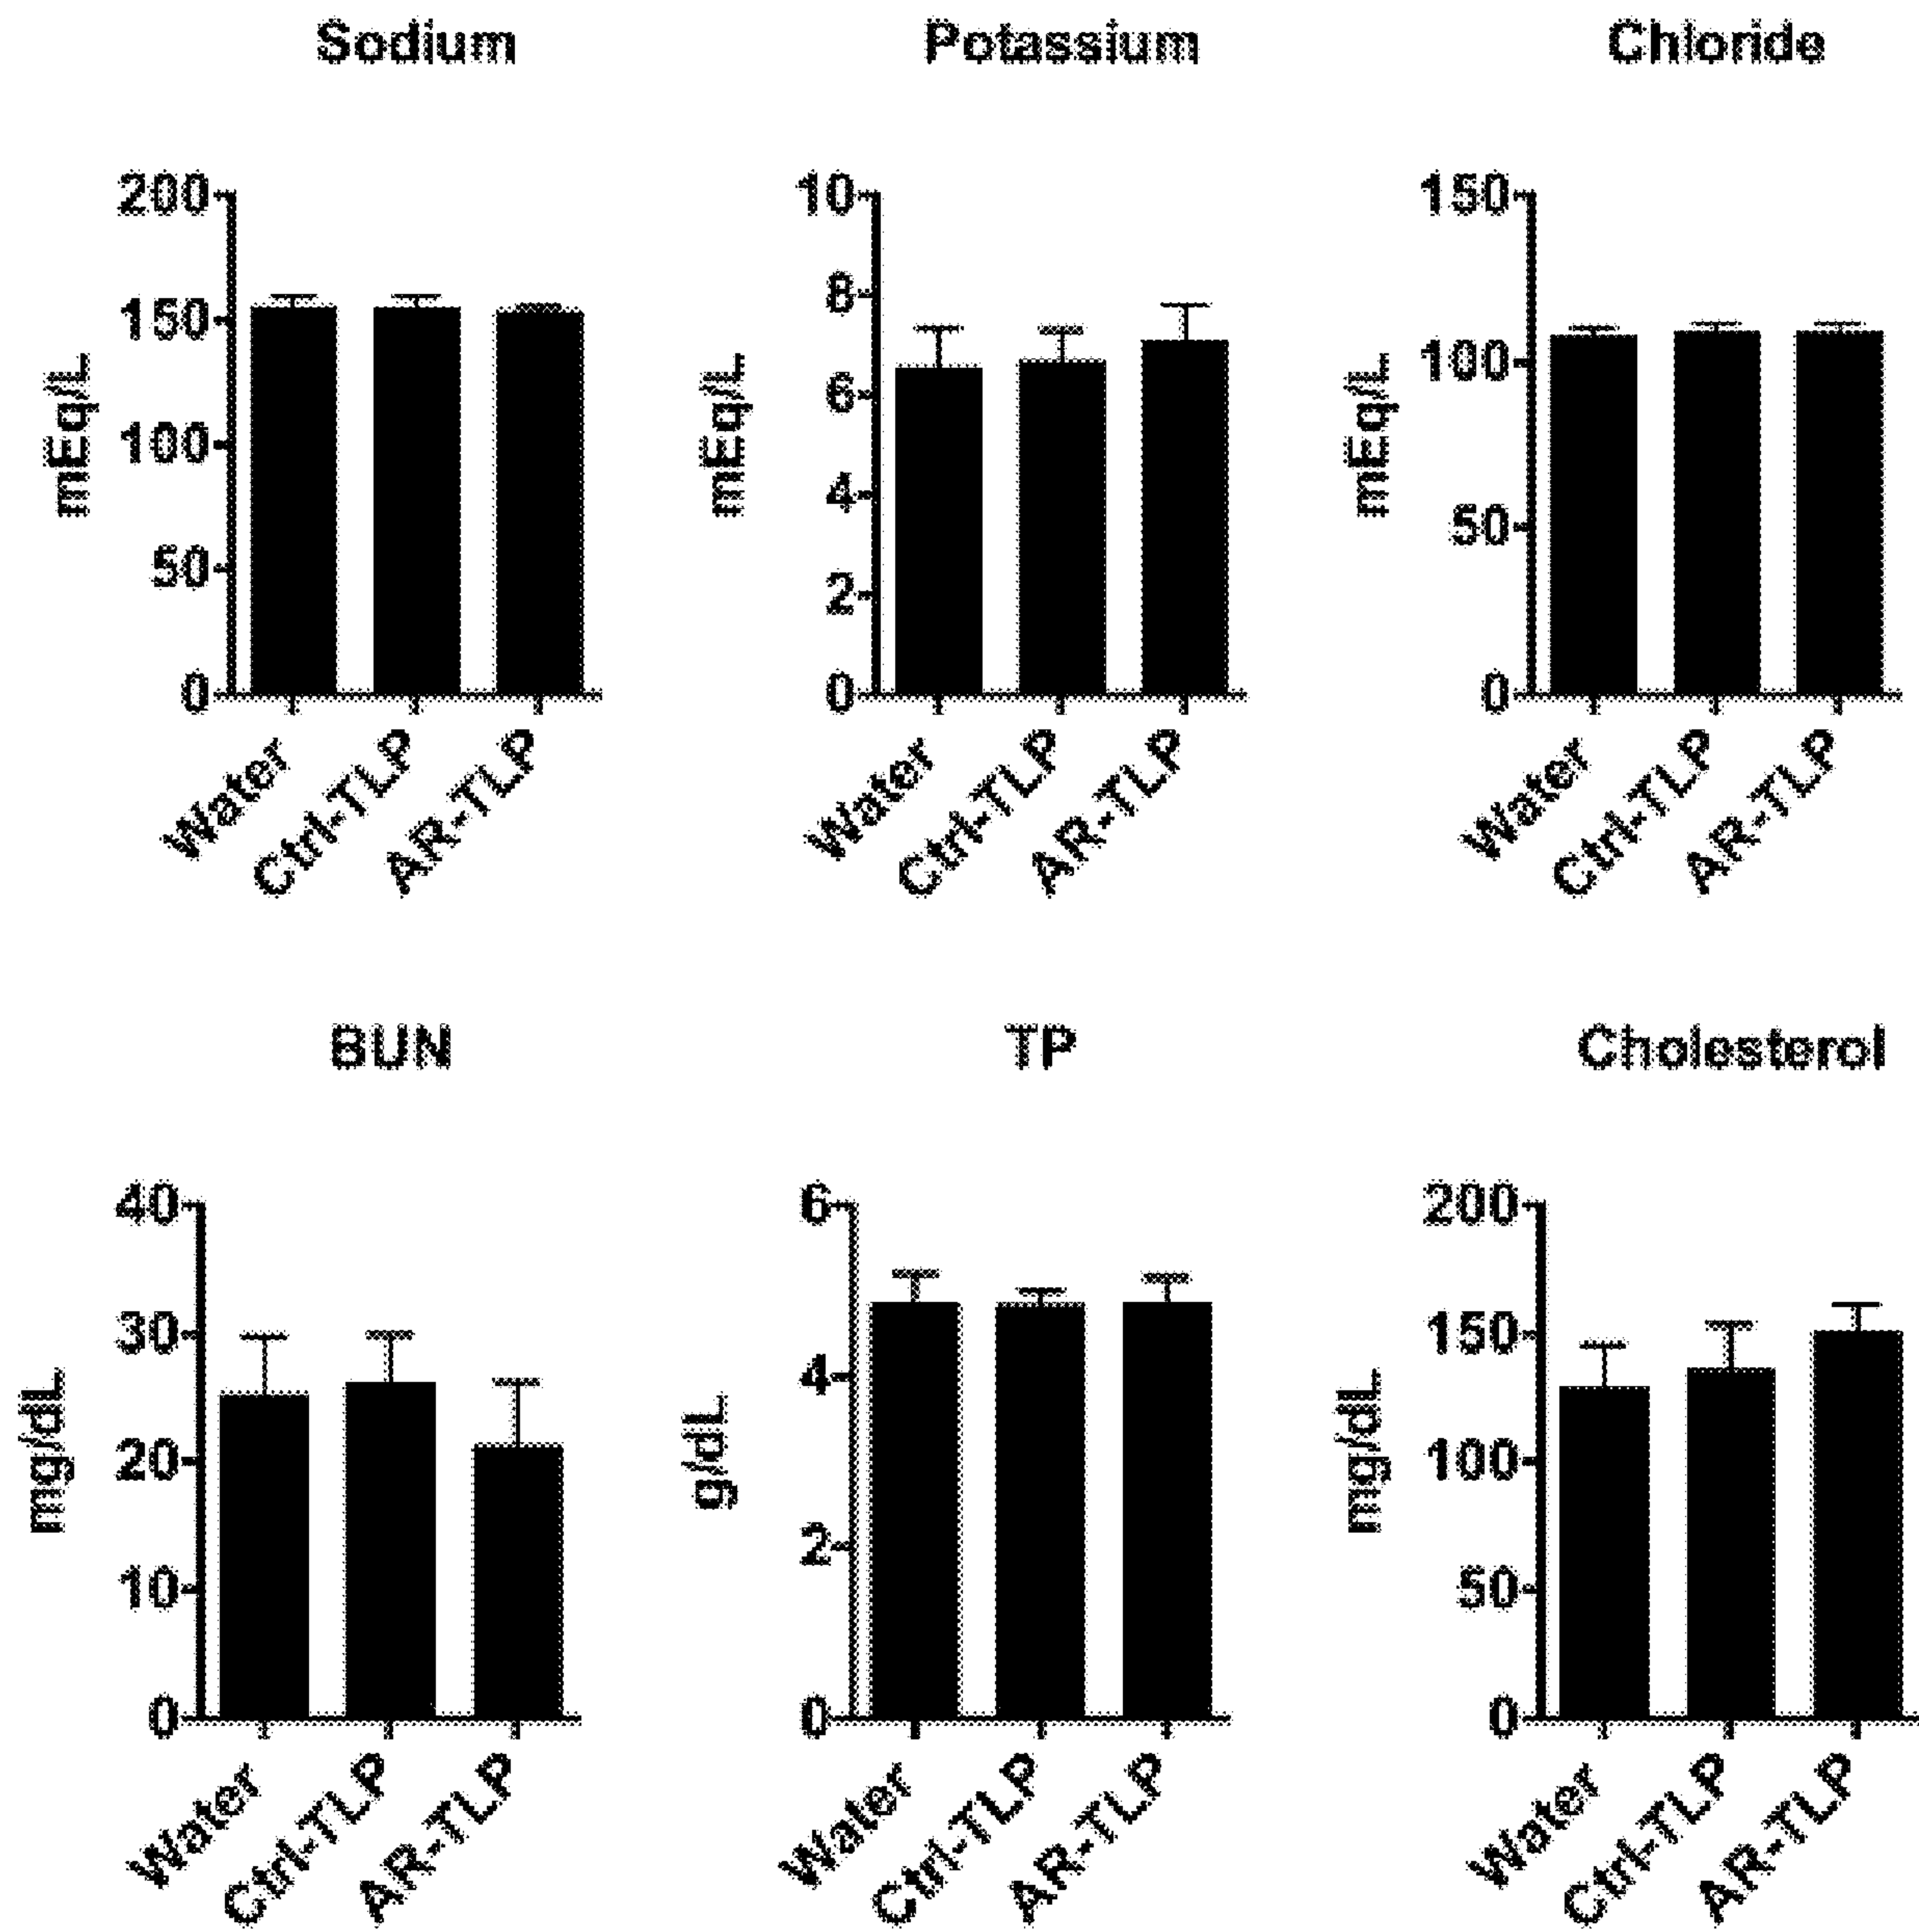 Sodium
200
150
100
50
0
mEq/L
Water
Ctrl-TLP
AR-TLP
Potassium
10
8
6
4
2
0
mEq/L
Water
Ctrl-TLP
AR-TLP
Chloride
150
100
50
0
mEq/L
Water
Ctrl-TLP
AR-TLP
BUN
40
30
20
10
0
mg/dL
Water
Ctrl-TLP
AR-TLP
TP
6
4
2
0
g/dL
Water
Ctrl-TLP
AR-TLP
Cholesterol
200
150
100
50
0
mg/dL
Water
Ctrl-TLP
AR-TLP